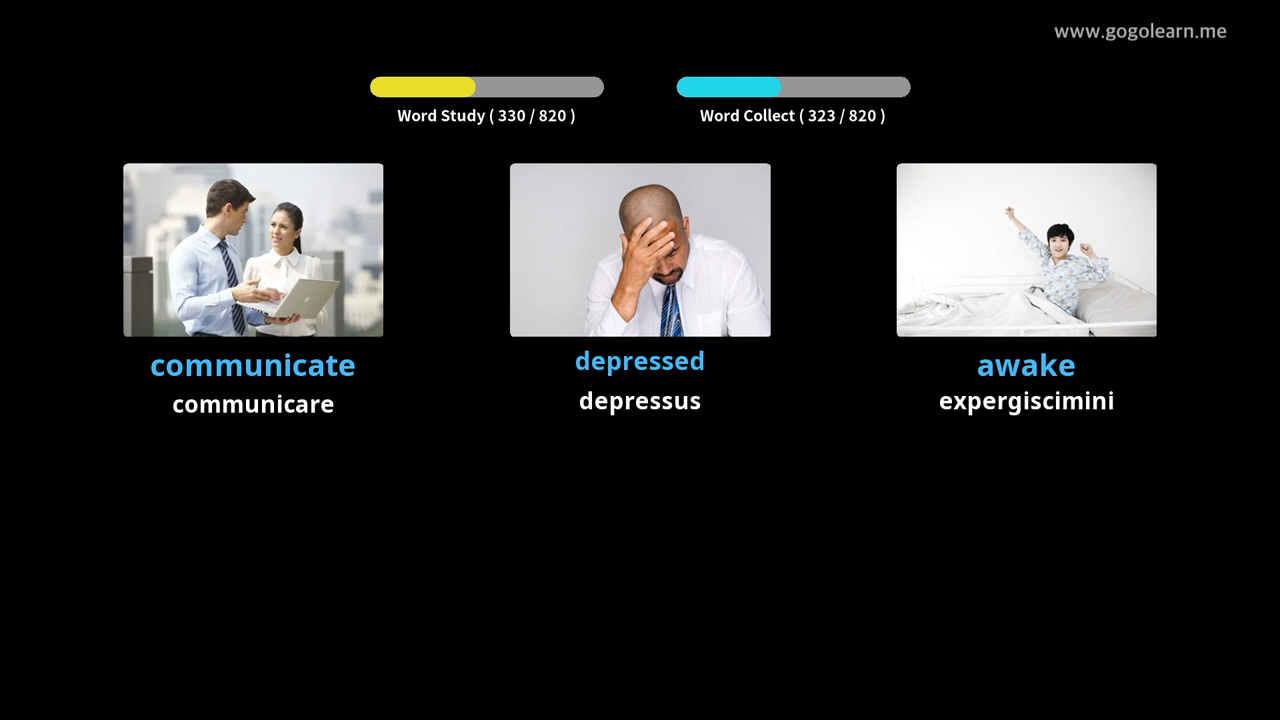 www.gogolearn.me
Word Study ( 330 / 820 )
Word Collect ( 323 / 820 )
communicate
communicare
depressed
depressus
awake
expergiscimini